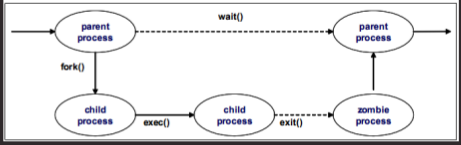 wait()
parent
process
parent
process
fork()
child
process
exec()
child
process
exit()
zombie
process